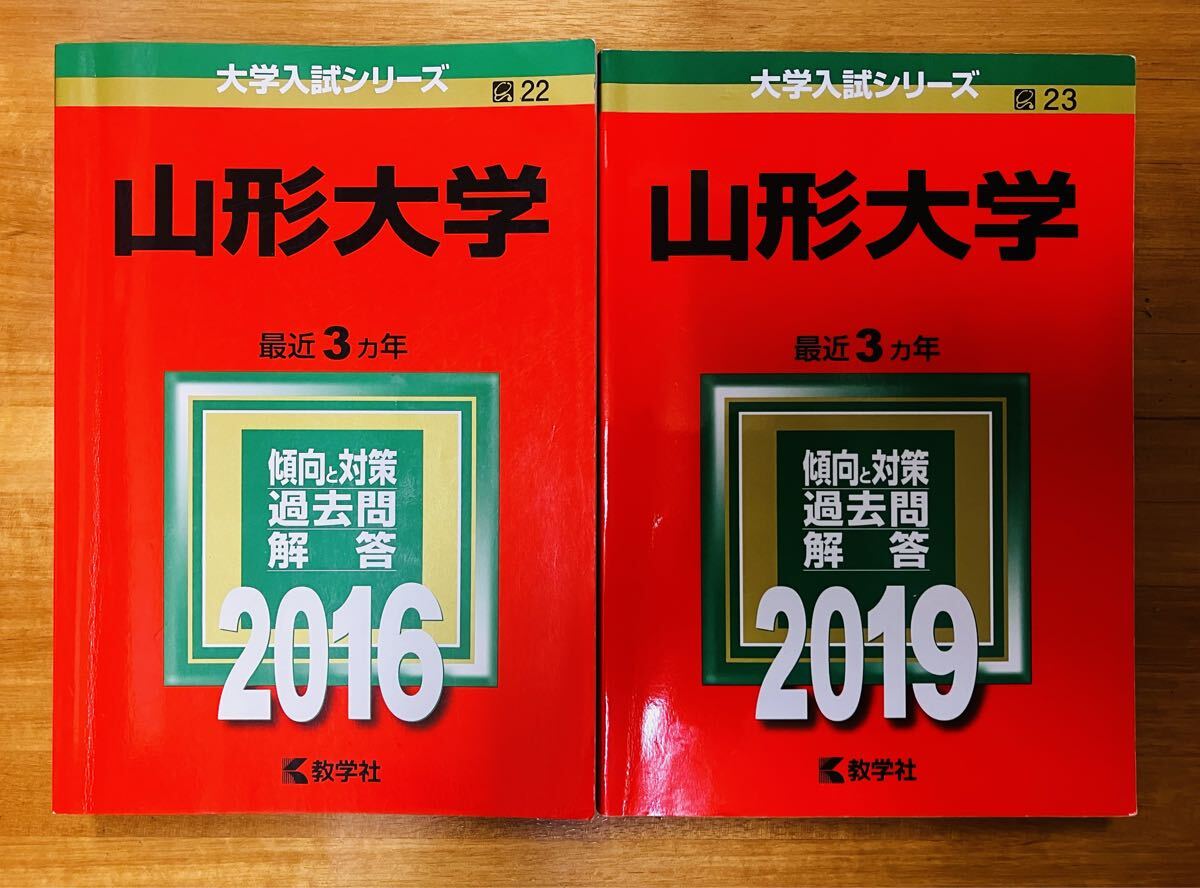 大学入試シリーズ
22
山形大学
最近3ヵ年
傾向と対策
過去問
解答
2016
教学社
大学入試シリーズ
23
山形大学
最近3ヵ年
傾向と対策
過去問
解答
2019
教学社